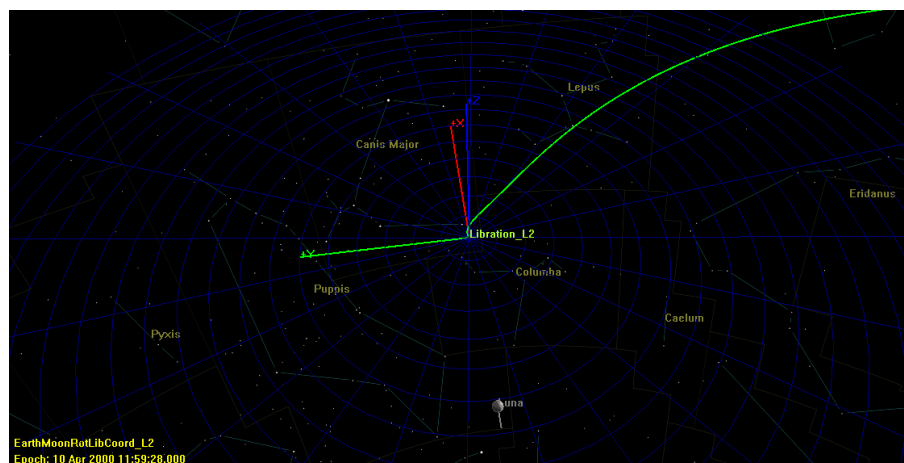 Lepus
+Z
+X
Canis Major
Eridanus
Libration_L2
+Y
Columba
Puppis
Caelum
Pyxis
Luna
EarthMoonRotLibCoord_L2
Epoch: 10 Apr 2000 11:59:28.000